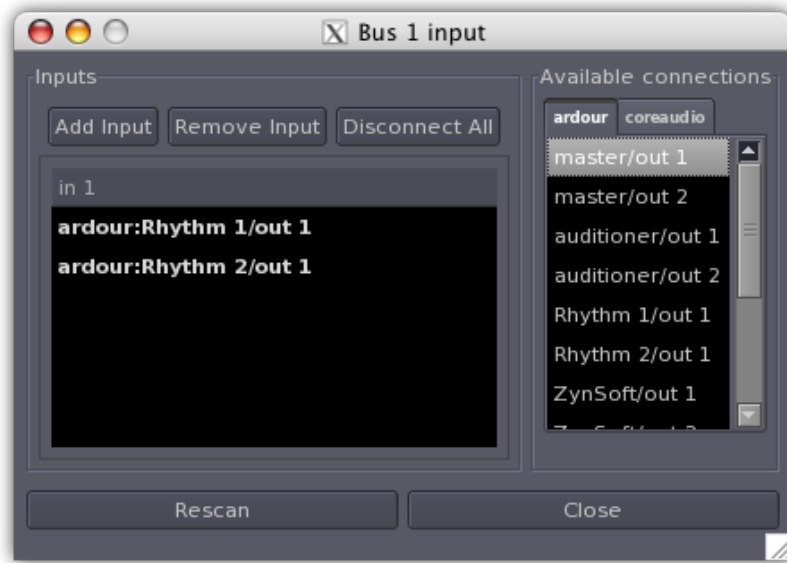 Bus 1 input
Inputs
Add Input Remove Input Disconnect All
in 1
ardour:Rhythm 1/out 1
ardour:Rhythm 2/out 1
Available connections
ardour coreaudio
master/out 1
master/out 2
auditioner/out 1
auditioner/out 2
Rhythm 1/out 1
Rhythm 2/out 1
ZynSoft/out 1
Rescan Close